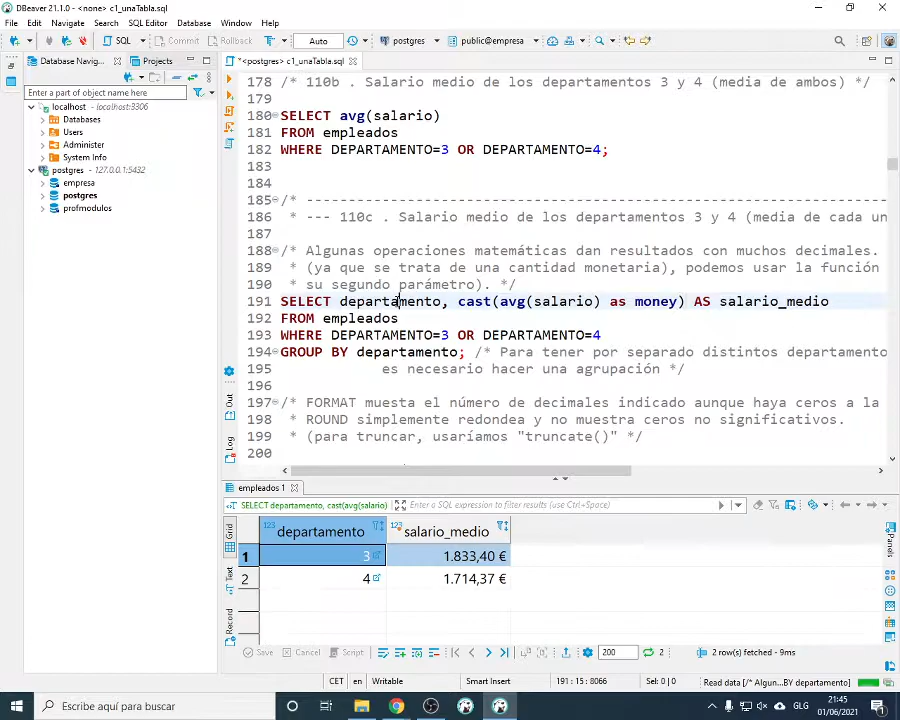 DBeaver 21.1.0 - <none> c1_unaTabla.sql
File Edit Navigate Search SQL Editor Database Window Help
SQL Commit Rollback T Auto postgres public@empresa
Database Navig... Projects
*<postgres> c1_unaTabla.sql
Enter a part of object name here
localhost - localhost:3306
Databases
Users
Administer
System Info
postgres - 127.0.0.1:5432
empresa
postgres
profmodulos
178 /* 110b . Salario medio de los departamentos 3 y 4 (media de ambos) */
179
180 SELECT avg(salario)
181 FROM empleados
182 WHERE DEPARTAMENTO=3 OR DEPARTAMENTO=4;
183
184
185 /* ---------------------------------------------------------------------
186 * --- 110c . Salario medio de los departamentos 3 y 4 (media de cada un
187
188 /* Algunas operaciones matemáticas dan resultados con muchos decimales.
189 * (ya que se trata de una cantidad monetaria), podemos usar la función
190 * su segundo parámetro). */
191 SELECT departamento, cast(avg(salario) as money) AS salario_medio
192 FROM empleados
193 WHERE DEPARTAMENTO=3 OR DEPARTAMENTO=4
194 GROUP BY departamento; /* Para tener por separado distintos departamento
195 es necesario hacer una agrupación */
196
197 /* FORMAT muesta el número de decimales indicado aunque haya ceros a la
198 * ROUND simplemente redondea y no muestra ceros no significativos.
199 * (para truncar, usaríamos "truncate()" */
200
Out
Log
empleados 1
SELECT departamento, cast(avg(salario) Enter a SQL expression to filter results (use Ctrl+Space)
Grid
Text
Record
Panels
123 departamento 123 salario_medio
1 3 1.833,40 €
2 4 1.714,37 €
Save Cancel Script 200 2 2 row(s) fetched - 9ms
CET en Writable Smart Insert 191 : 15 : 8066 Sel: 0 | 0 Read data [/* Algun...BY departamento]
Escribe aquí para buscar
GLG
21:45
01/06/2021
1